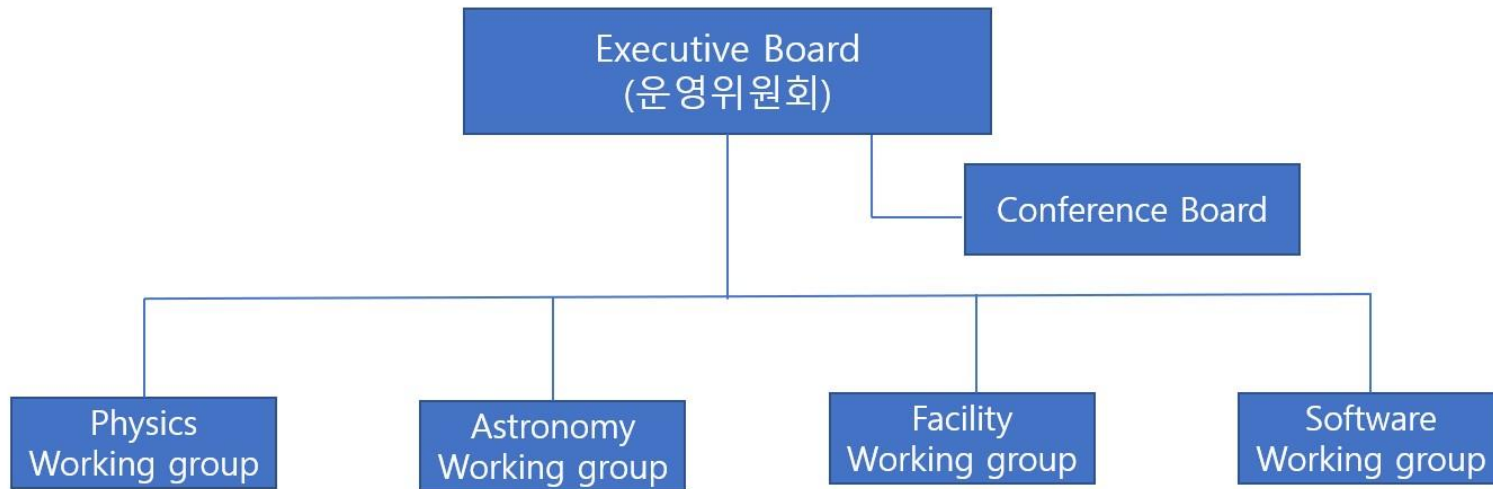 Executive Board
(운영위원회)
Conference Board
Physics
Working group
Astronomy
Working group
Facility
Working group
Software
Working group